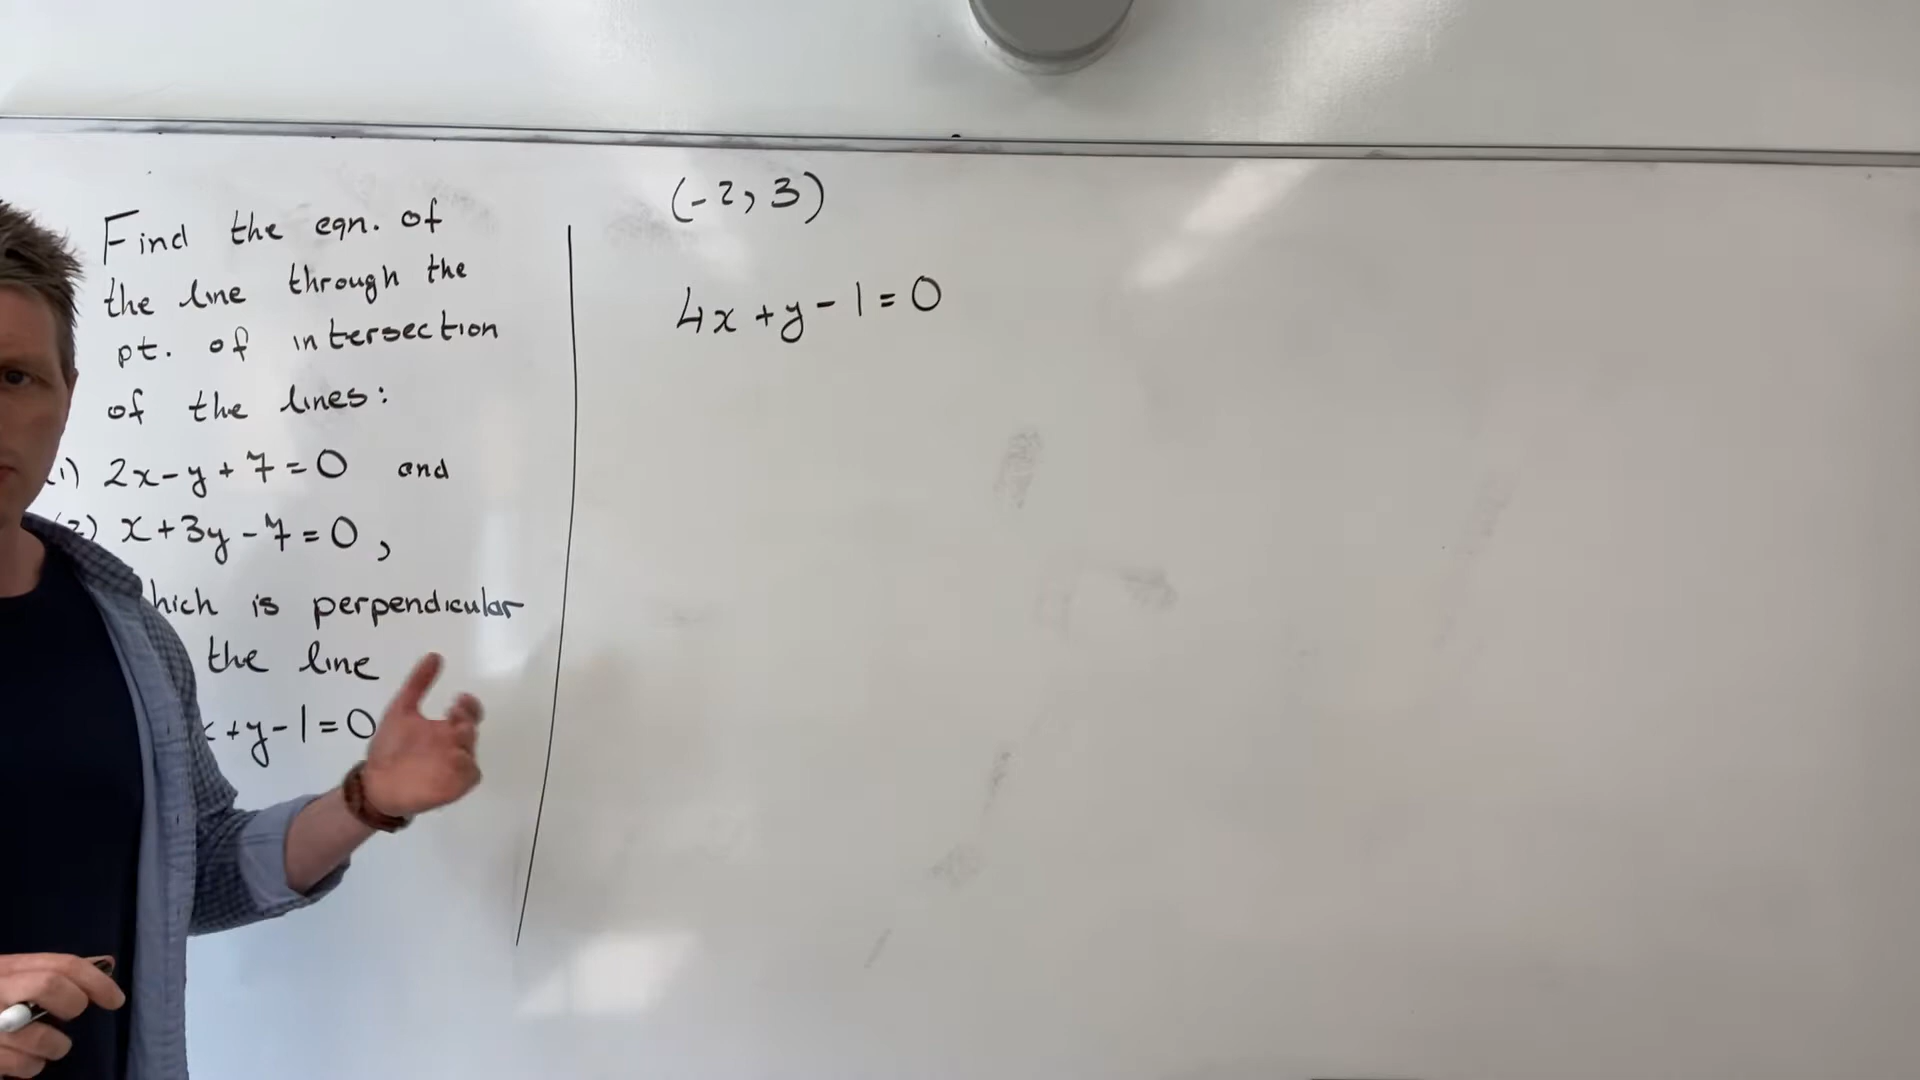 Find the eqn. of
the line through the
pt. of intersection
of the lines:
1) 2x-y+7=0 and
(2) x+3y-7=0,
hich is perpendicular
the line
x+y-1=0
(-2,3)
4x+y-1=0